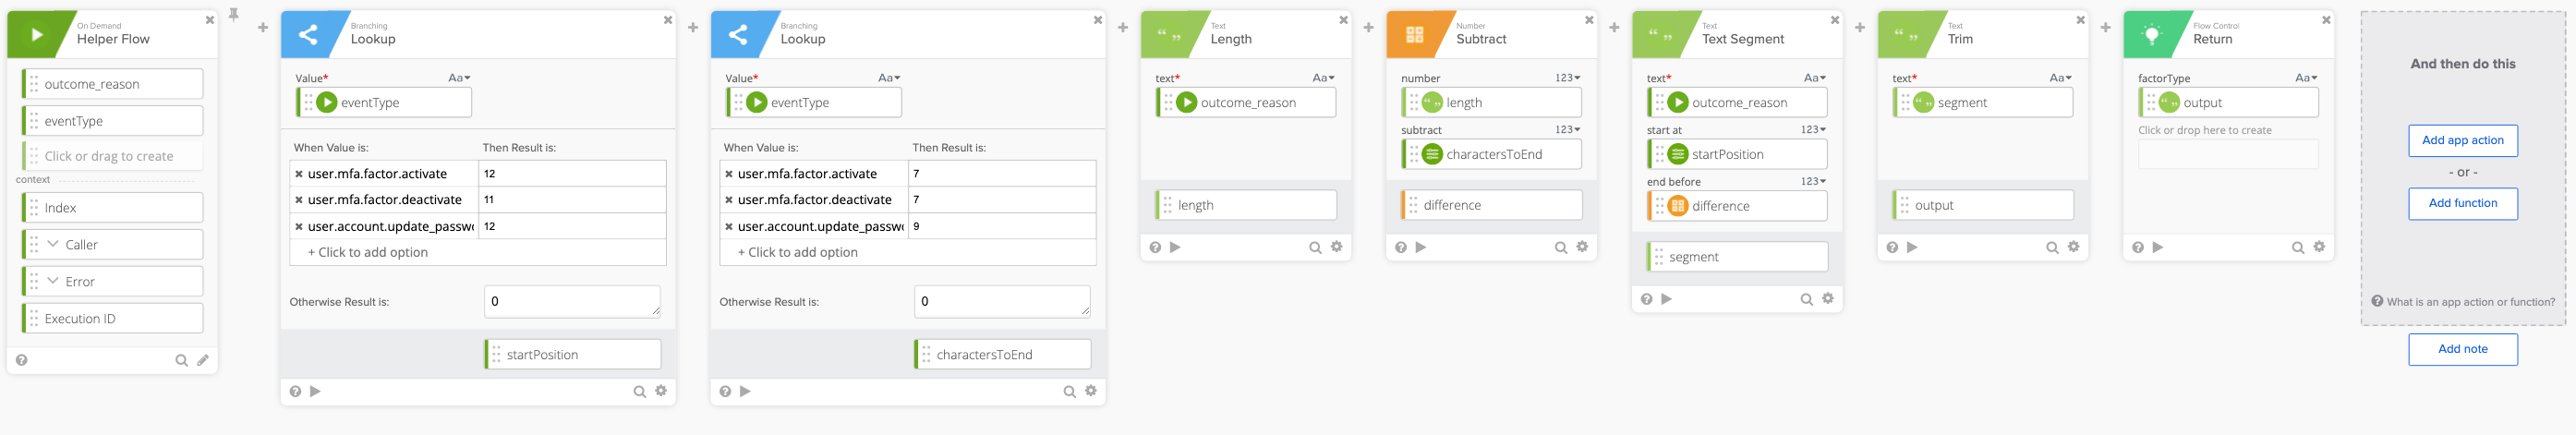 On Demand
Helper Flow
outcome_reason
eventType
Click or drag to create
context
Index
Caller
Error
Execution ID
Branching
Lookup
Value*
Aa
eventType
When Value is:
Then Result is:
user.mfa.factor.activate
12
user.mfa.factor.deactivate
11
user.account.update_passw
12
+ Click to add option
Otherwise Result is:
0
startPosition
Branching
Lookup
Value*
Aa
eventType
When Value is:
Then Result is:
user.mfa.factor.activate
7
user.mfa.factor.deactivate
7
user.account.update_passw
9
+ Click to add option
Otherwise Result is:
0
charactersToEnd
Text
Length
text*
Aa
outcome_reason
length
Number
Subtract
number
123
length
subtract
123
charactersToEnd
difference
Text
Text Segment
text*
Aa
outcome_reason
start at
123
startPosition
end before
123
difference
segment
Text
Trim
text*
Aa
segment
output
Flow Control
Return
factorType
Aa
output
Click or drop here to create
And then do this
Add app action
- or -
Add function
What is an app action or function?
Add note